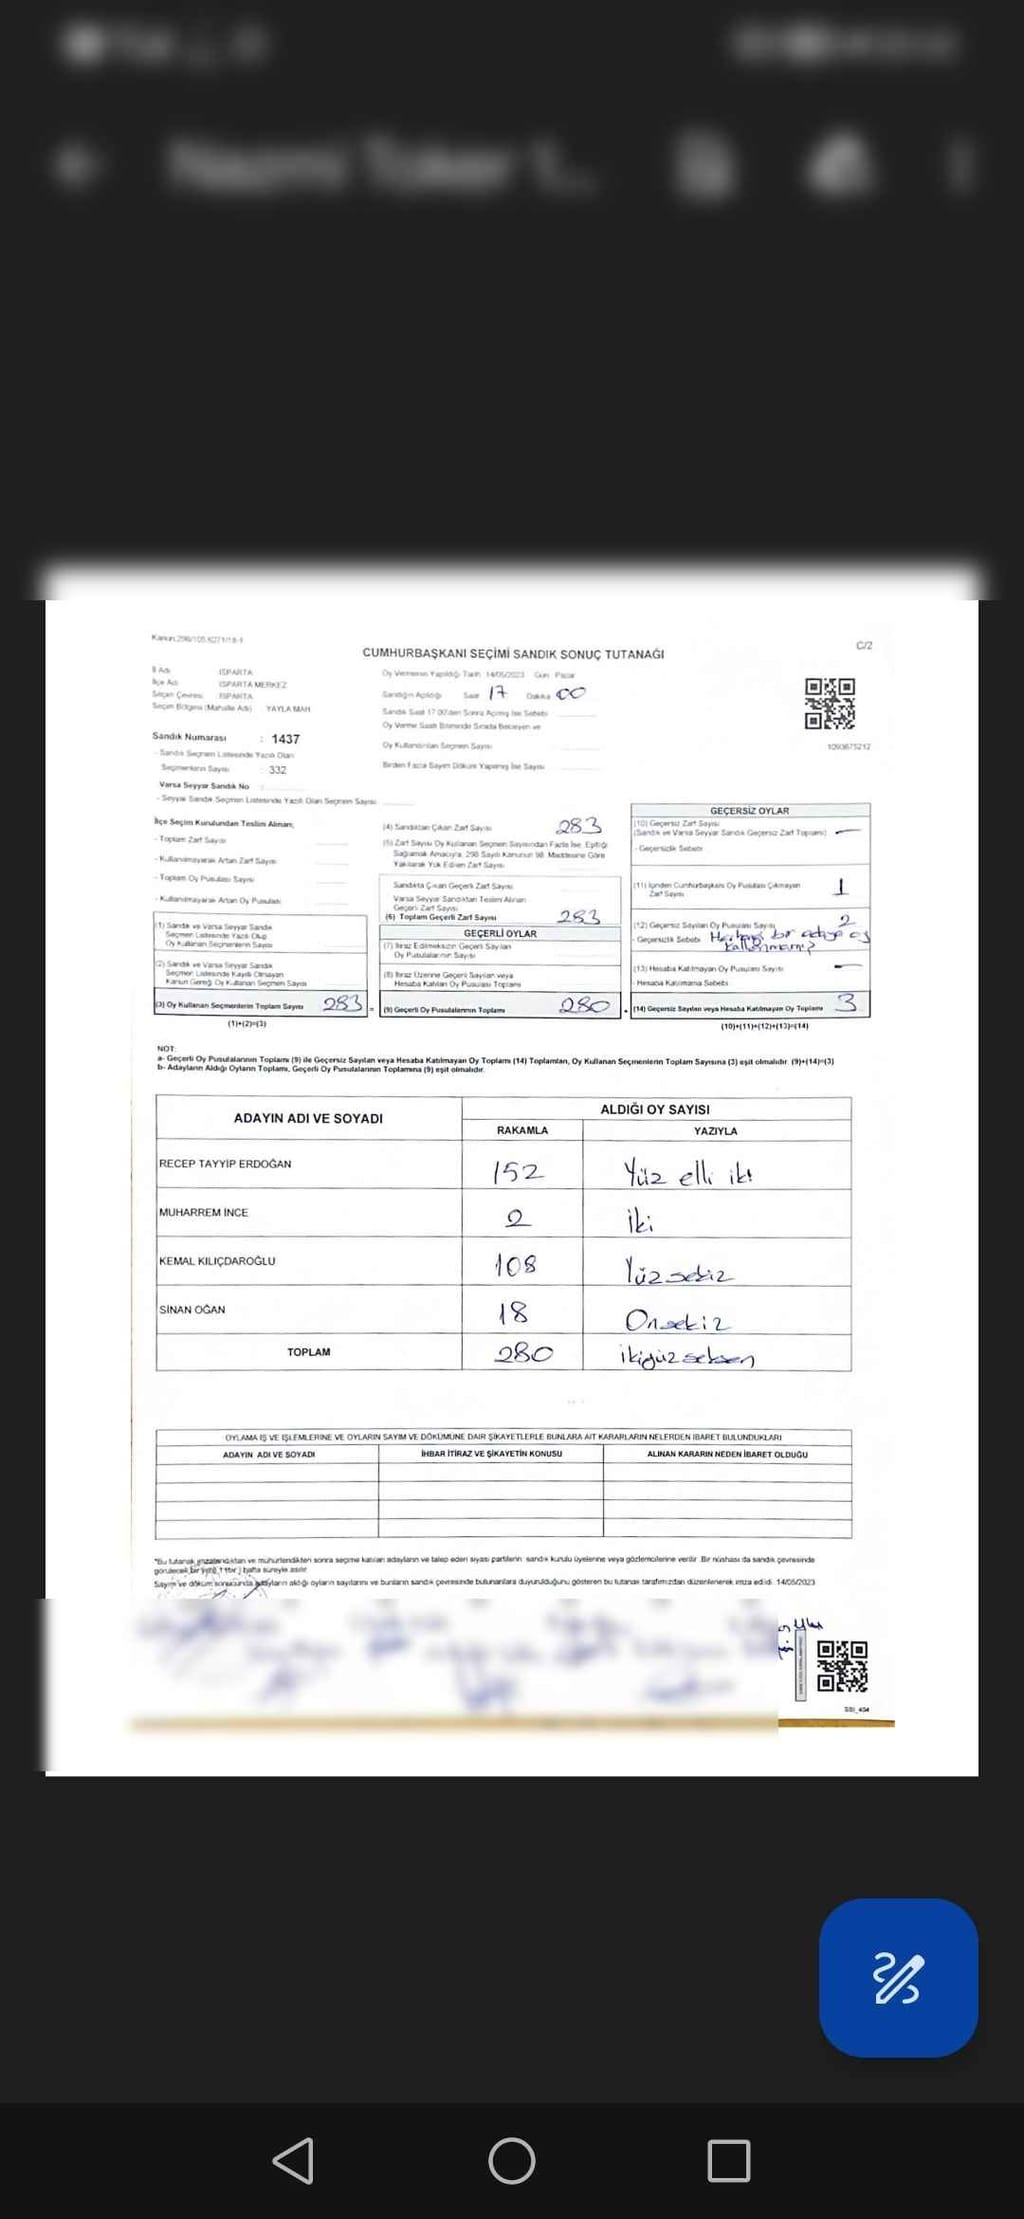 Kanun.298/105.6271/18-1
C/2
CUMHURBAŞKANI SEÇİMİ SANDIK SONUÇ TUTANAĞI
İl Adı ISPARTA
İlçe Adı ISPARTA MERKEZ
Seçim Çevresi ISPARTA
Seçim Bölgesi (Mahalle Adı) YAYLA MAH
Oy Vermenin Yapıldığı Tarih 14/05/2023 Gün Pazar
Sandığın Açıldığı Saat 17 Dakika 00
Sandık Saat 17.00'den Sonra Açılmış İse Sebebi
Oy Verme Saati Bitiminde Sırada Bekleyen ve
Oy Kullandırılan Seçmen Sayısı
Birden Fazla Sayım Döküm Yapılmış İse Sayısı
1093675212
Sandık Numarası : 1437
- Sandık Seçmen Listesinde Yazılı Olan
Seçmenlerin Sayısı : 332
Varsa Seyyar Sandık No :
- Seyyar Sandık Seçmen Listesinde Yazılı Olan Seçmen Sayısı
İlçe Seçim Kurulundan Teslim Alınan;
- Toplam Zarf Sayısı
- Kullanılmayarak Artan Zarf Sayısı
- Toplam Oy Pusulası Sayısı
- Kullanılmayarak Artan Oy Pusulası
(1) Sandık ve Varsa Seyyar Sandık
Seçmen Listesinde Yazılı Olup
Oy Kullanan Seçmenlerin Sayısı
(2) Sandık ve Varsa Seyyar Sandık
Seçmen Listesinde Kayıtlı Olmayan
Kanun Gereği Oy Kullanan Seçmen Sayısı
(3) Oy Kullanan Seçmenlerin Toplam Sayısı 283 =
(1)+(2)=(3)
(4) Sandıktan Çıkan Zarf Sayısı 283
(5) Zarf Sayısı Oy Kullanan Seçmen Sayısından Fazla İse, Eşitliği
Sağlamak Amacıyla, 298 Sayılı Kanunun 98. Maddesine Göre
Yakılarak Yok Edilen Zarf Sayısı
Sandıkta Çıkan Geçerli Zarf Sayısı
Varsa Seyyar Sandıktan Teslim Alınan
Geçerli Zarf Sayısı
(6) Toplam Geçerli Zarf Sayısı 283
GEÇERLİ OYLAR
(7) İtiraz Edilmeksizin Geçerli Sayılan
Oy Pusulalarının Sayısı
(8) İtiraz Üzerine Geçerli Sayılan veya
Hesaba Katılan Oy Pusulası Toplamı
(9) Geçerli Oy Pusulalarının Toplamı 280
GEÇERSİZ OYLAR
(10) Geçersiz Zarf Sayısı
(Sandık ve Varsa Seyyar Sandık Geçersiz Zarf Toplamı) —
- Geçersizlik Sebebi
(11) İçinden Cumhurbaşkanı Oy Pusulası Çıkmayan
Zarf Sayısı 1
(12) Geçersiz Sayılan Oy Pusulası Sayısı 2
- Geçersizlik Sebebi Herhangi bir adaya oy
kullanmamış
(13) Hesaba Katılmayan Oy Pusulası Sayısı —
- Hesaba Katılmama Sebebi
(14) Geçersiz Sayılan veya Hesaba Katılmayan Oy Toplamı 3
(10)+(11)+(12)+(13)=(14)
NOT:
a- Geçerli Oy Pusulalarının Toplamı (9) ile Geçersiz Sayılan veya Hesaba Katılmayan Oy Toplamı (14) Toplamları, Oy Kullanan Seçmenlerin Toplam Sayısına (3) eşit olmalıdır. (9)+(14)=(3)
b- Adayların Aldığı Oyların Toplamı, Geçerli Oy Pusulalarının Toplamına (9) eşit olmalıdır.
ADAYIN ADI VE SOYADI ALDIĞI OY SAYISI
RAKAMLA YAZIYLA
RECEP TAYYİP ERDOĞAN 152 Yüz elli iki
MUHARREM İNCE 2 iki
KEMAL KILIÇDAROĞLU 108 Yüzsekiz
SİNAN OĞAN 18 Onsekiz
TOPLAM 280 ikiyüzseksen
OYLAMA İŞ VE İŞLEMLERİNE VE OYLARIN SAYIM VE DÖKÜMÜNE DAİR ŞİKAYETLERLE BUNLARA AİT KARARLARIN NELERDEN İBARET BULUNDUKLARI
ADAYIN ADI VE SOYADI İHBAR İTİRAZ VE ŞİKAYETİN KONUSU ALINAN KARARIN NEDEN İBARET OLDUĞU
*Bu tutanak imzalandıktan ve mühürlendikten sonra seçime katılan adayların ve talep eden siyasi partilerin sandık kurulu üyelerine veya gözlemcilerine verilir. Bir nüshası da sandık çevresinde
görülecek bir yere 1 (bir) hafta süreyle asılır.
Sayım ve döküm sonucunda adayların aldığı oyların sayılarını ve bunların sandık çevresinde bulunanlara duyurulduğunu gösteren bu tutanak tarafımızdan düzenlenerek imza edildi. 14/05/2023